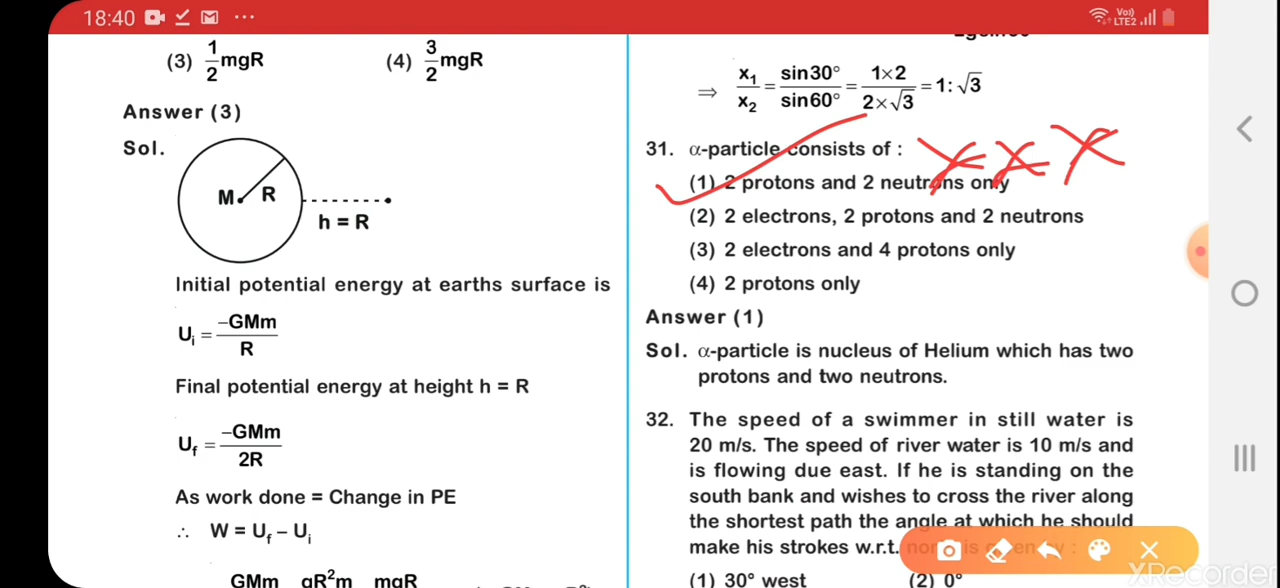 18:40
Vo))
LTE2
(3) 1/2 mgR (4) 3/2 mgR
Answer (3)
Sol.
M R
h = R
Initial potential energy at earths surface is
Uᵢ = −GMm/R
Final potential energy at height h = R
U_f = −GMm/2R
As work done = Change in PE
∴ W = U_f − Uᵢ
GMm gR²m mgR
⇒ x₁/x₂ = sin30°/sin60° = 1×2/2×√3 = 1: √3
31. α-particle consists of :
(1) 2 protons and 2 neutrons only
(2) 2 electrons, 2 protons and 2 neutrons
(3) 2 electrons and 4 protons only
(4) 2 protons only
Answer (1)
Sol. α-particle is nucleus of Helium which has two
protons and two neutrons.
32. The speed of a swimmer in still water is
20 m/s. The speed of river water is 10 m/s and
is flowing due east. If he is standing on the
south bank and wishes to cross the river along
the shortest path the angle at which he should
make his strokes w.r.t.
(1) 30° west (2) 0°
XRecorder